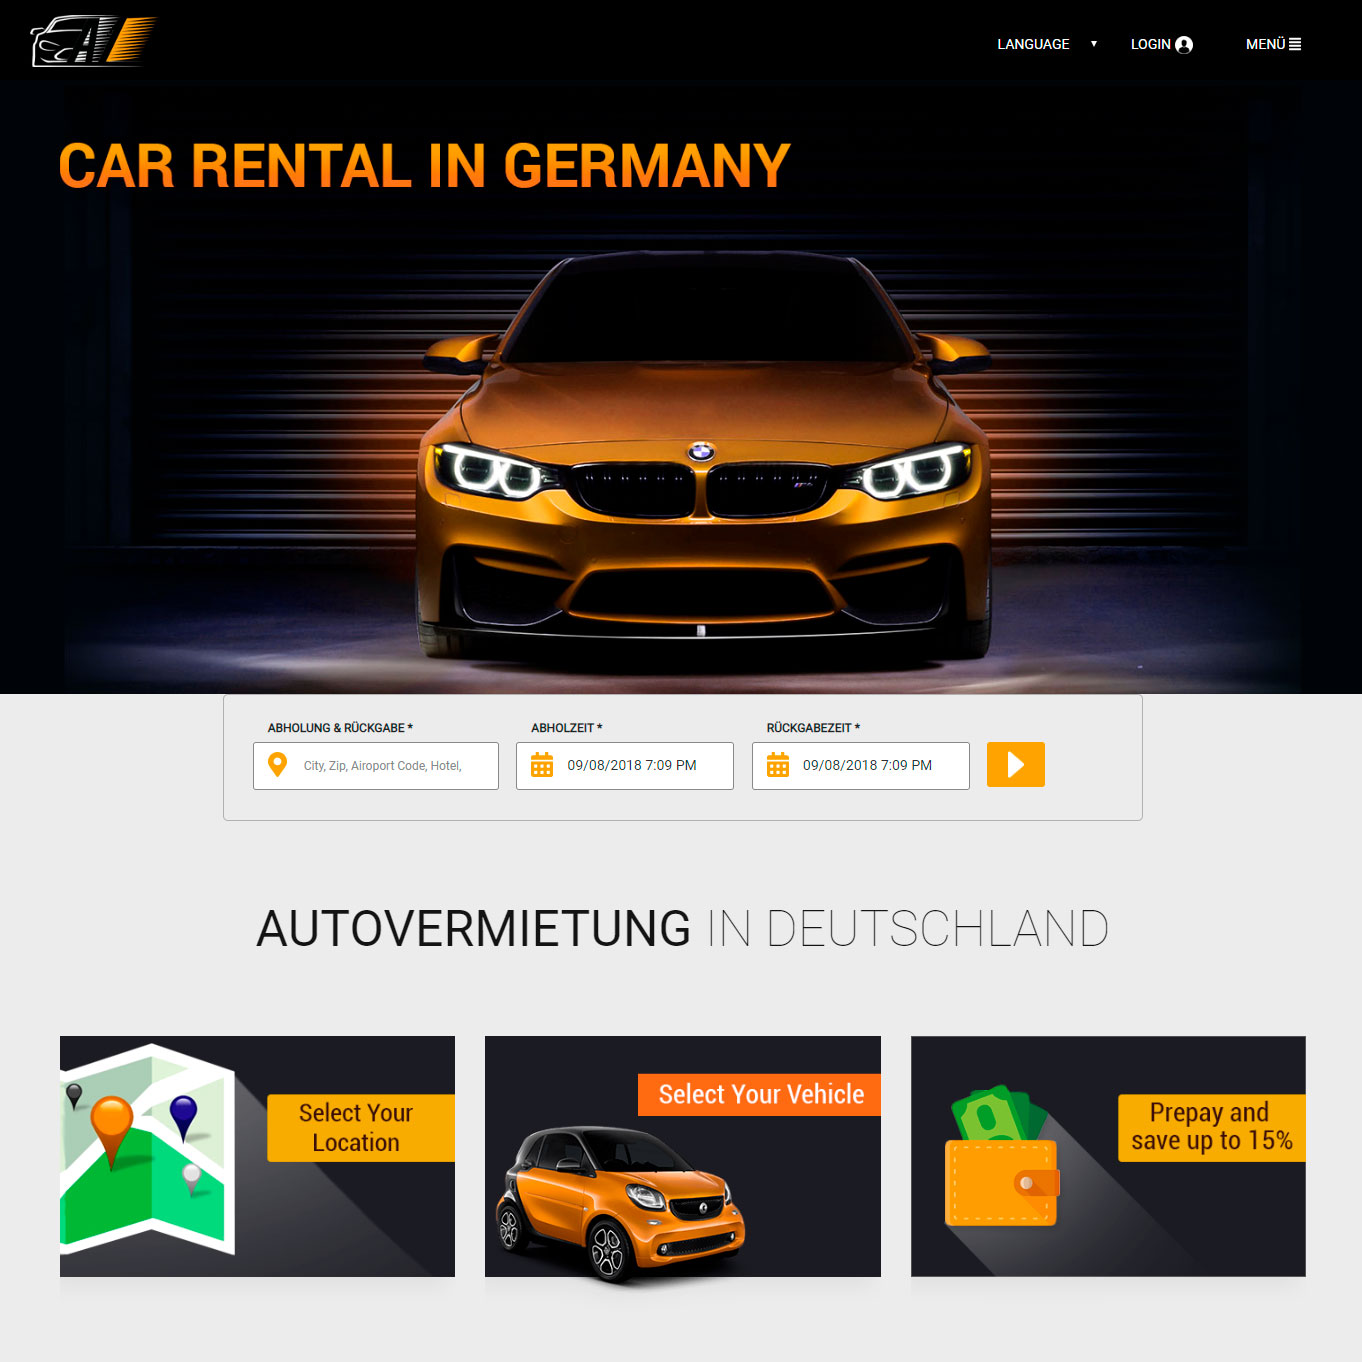 LANGUAGE ▼ LOGIN MENÜ
CAR RENTAL IN GERMANY
ABHOLUNG & RÜCKGABE * ABHOLZEIT * RÜCKGABEZEIT *
City, Zip, Airoport Code, Hotel, 09/08/2018 7:09 PM 09/08/2018 7:09 PM
AUTOVERMIETUNG IN DEUTSCHLAND
Select Your
Location
Select Your Vehicle
Prepay and
save up to 15%